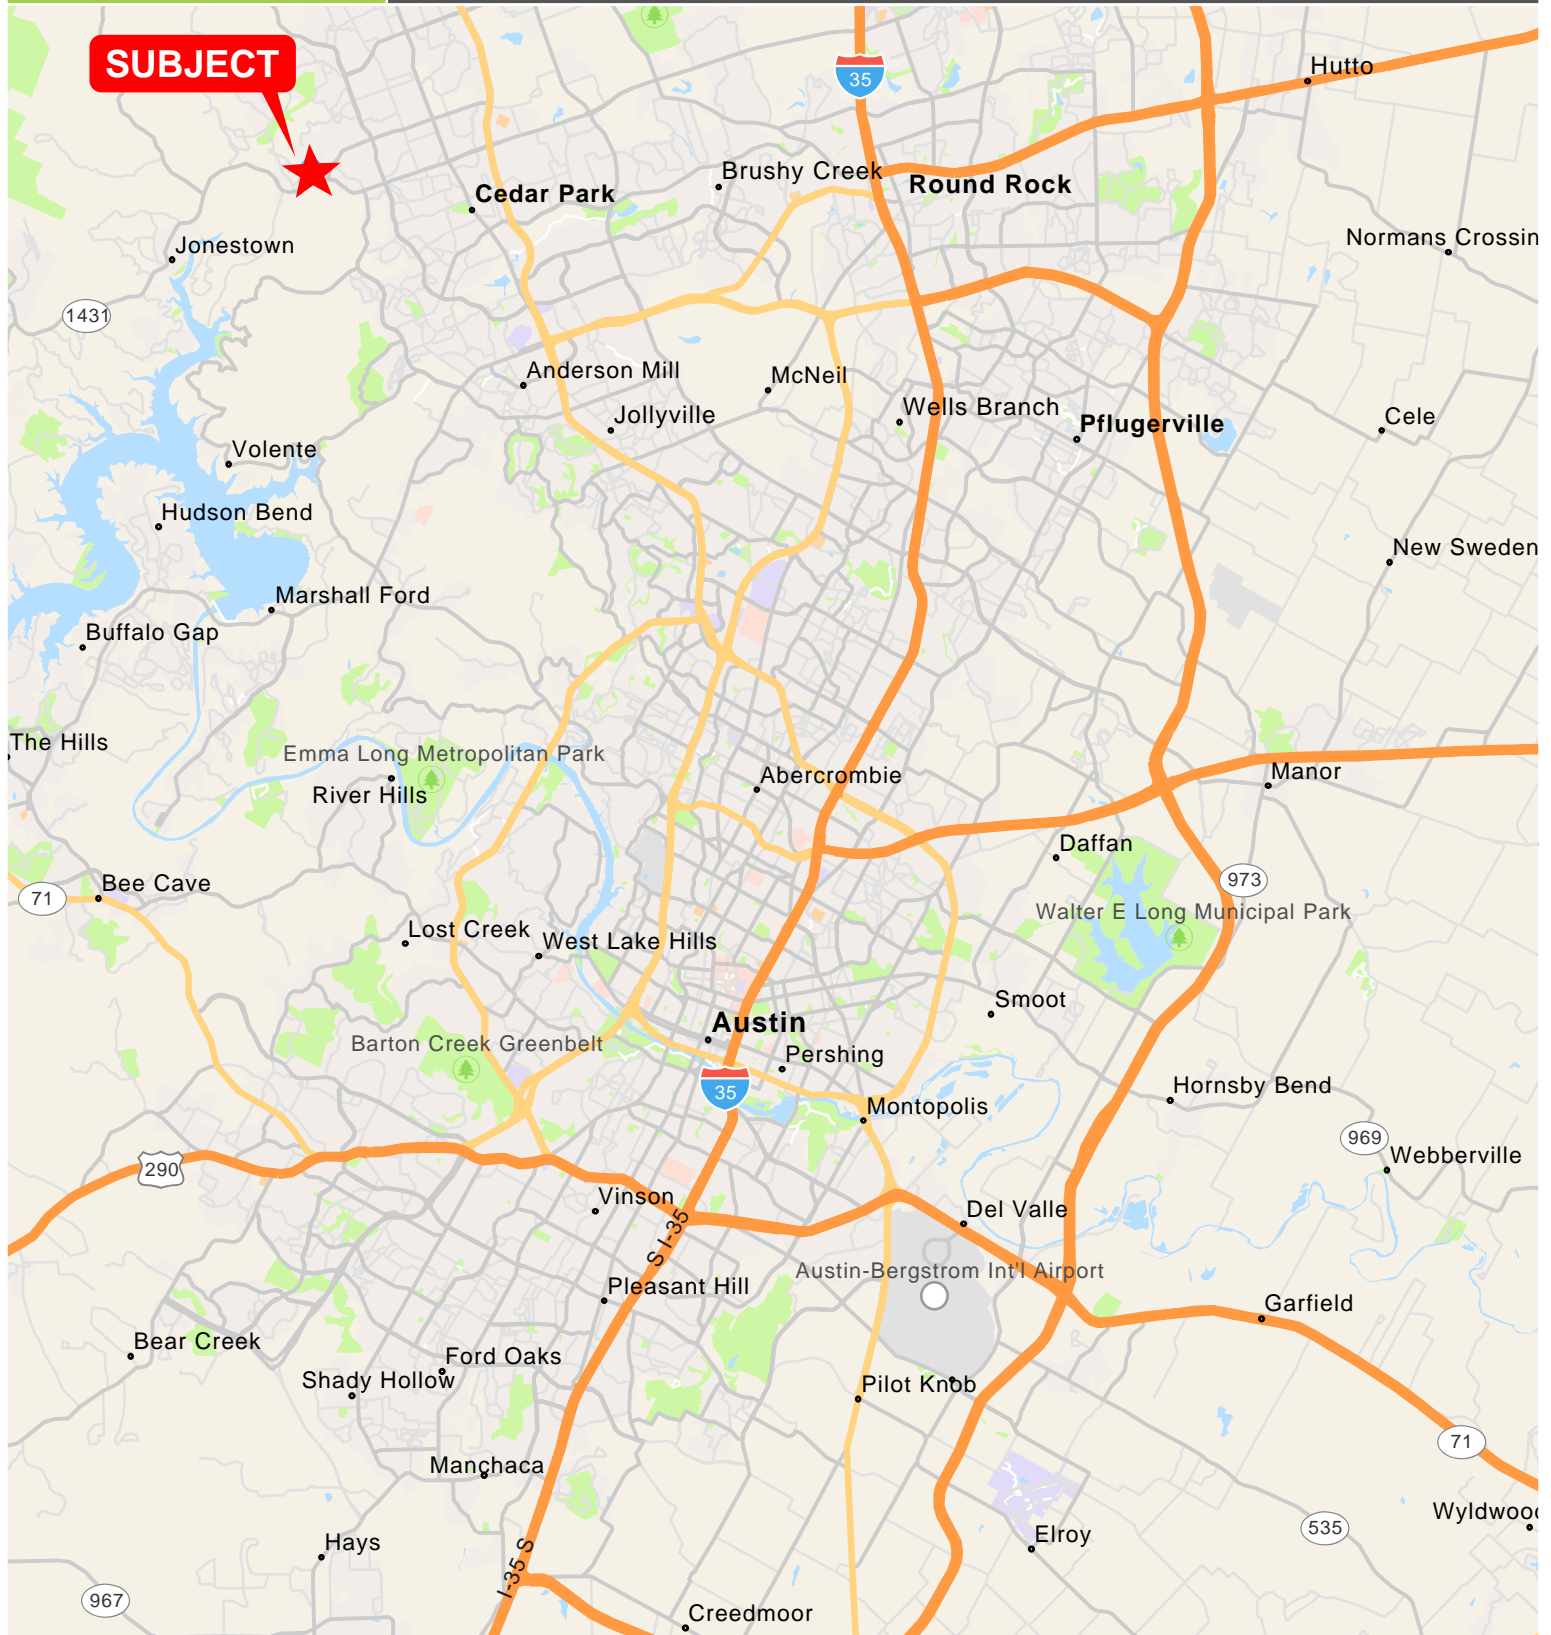 SUBJECT
35
Hutto
Brushy Creek
Round Rock
Cedar Park
Jonestown
Normans Crossin
1431
Anderson Mill
McNeil
Jollyville
Wells Branch
Pflugerville
Cele
Volente
Hudson Bend
New Sweden
Marshall Ford
Buffalo Gap
The Hills
Emma Long Metropolitan Park
River Hills
Abercrombie
Manor
Daffan
Bee Cave
71
973
Walter E Long Municipal Park
Lost Creek
West Lake Hills
Smoot
Austin
Barton Creek Greenbelt
Pershing
35
Hornsby Bend
Montopolis
969
Webberville
290
Vinson
Del Valle
S I-35
Austin-Bergstrom Int'l Airport
Pleasant Hill
Garfield
Bear Creek
Ford Oaks
Shady Hollow
Pilot Knob
71
Manchaca
Wyldwood
535
Elroy
Hays
I-35 S
967
Creedmoor